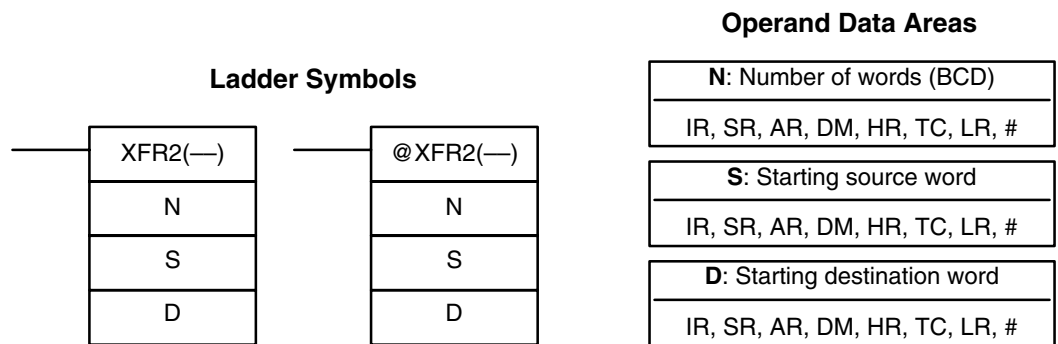 Operand Data Areas
Ladder Symbols
XFR2(––)
N
S
D
@XFR2(––)
N
S
D
N: Number of words (BCD)
IR, SR, AR, DM, HR, TC, LR, #
S: Starting source word
IR, SR, AR, DM, HR, TC, LR, #
D: Starting destination word
IR, SR, AR, DM, HR, TC, LR, #